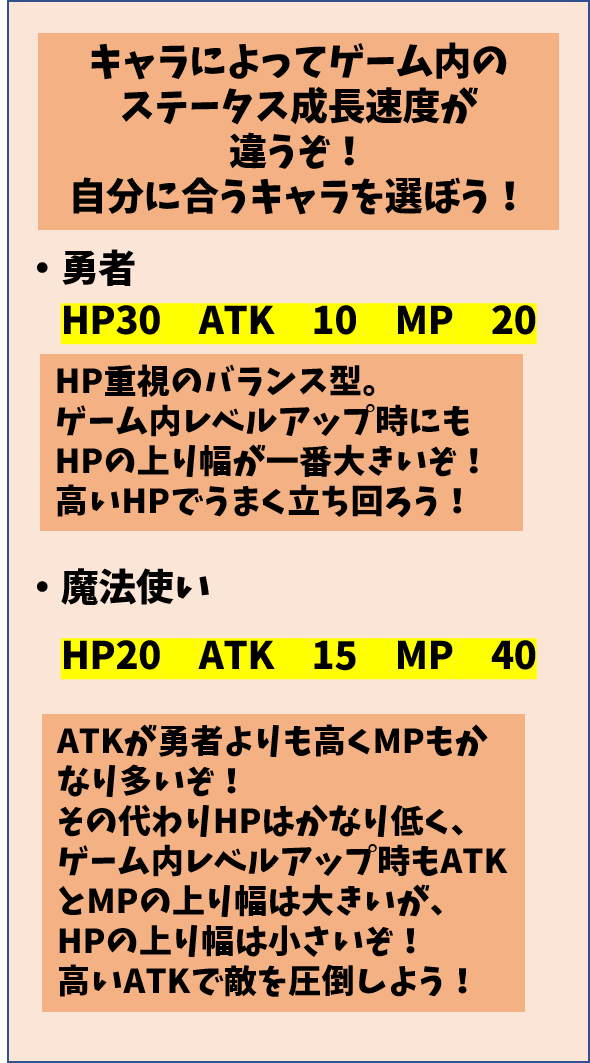 キャラによってゲーム内の
ステータス成長速度が
違うぞ！
自分に合うキャラを選ぼう！
・勇者
HP30　ATK　10　MP　20
HP重視のバランス型。
ゲーム内レベルアップ時にも
HPの上り幅が一番大きいぞ！
高いHPでうまく立ち回ろう！
・魔法使い
HP20　ATK　15　MP　40
ATKが勇者よりも高くMPもか
なり多いぞ！
その代わりHPはかなり低く、
ゲーム内レベルアップ時もATK
とMPの上り幅は大きいが、
HPの上り幅は小さいぞ！
高いATKで敵を圧倒しよう！